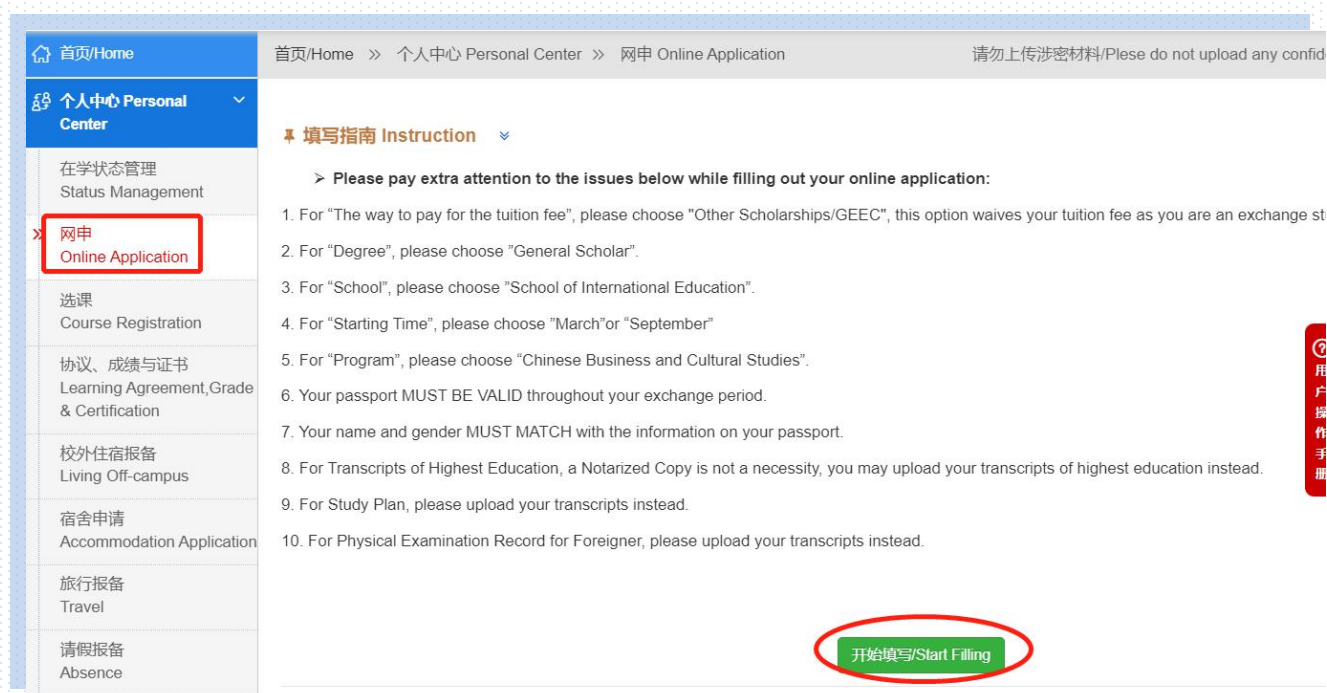 首页/Home
首页/Home » 个人中心 Personal Center » 网申 Online Application
请勿上传涉密材料/Plese do not upload any confid
个人中心 Personal
Center
在学状态管理
Status Management
» 网申
Online Application
选课
Course Registration
协议、成绩与证书
Learning Agreement,Grade
& Certification
校外住宿报备
Living Off-campus
宿舍申请
Accommodation Application
旅行报备
Travel
请假报备
Absence
填写指南 Instruction
➢ Please pay extra attention to the issues below while filling out your online application:
1. For “The way to pay for the tuition fee”, please choose "Other Scholarships/GEEC", this option waives your tuition fee as you are an exchange st
2. For “Degree”, please choose ”General Scholar”.
3. For “School”, please choose ”School of International Education”.
4. For “Starting Time”, please choose ”March”or “September”
5. For “Program”, please choose “Chinese Business and Cultural Studies”.
6. Your passport MUST BE VALID throughout your exchange period.
7. Your name and gender MUST MATCH with the information on your passport.
8. For Transcripts of Highest Education, a Notarized Copy is not a necessity, you may upload your transcripts of highest education instead.
9. For Study Plan, please upload your transcripts instead.
10. For Physical Examination Record for Foreigner, please upload your transcripts instead.
开始填写/Start Filling
用户操作手册